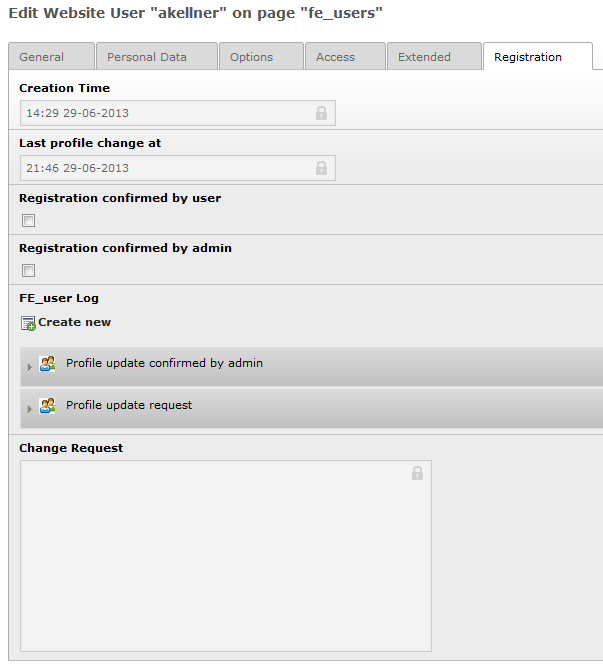 Edit Website User "akellner" on page "fe_users"
General Personal Data Options Access Extended Registration
Creation Time
14:29 29-06-2013
Last profile change at
21:46 29-06-2013
Registration confirmed by user
Registration confirmed by admin
FE_user Log
Create new
Profile update confirmed by admin
Profile update request
Change Request